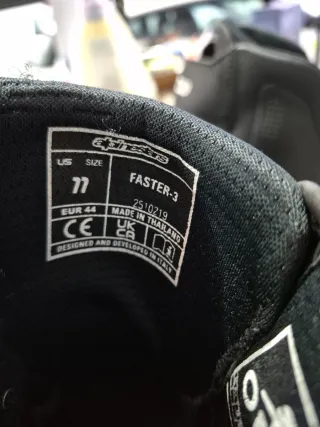 alpinestars
US SIZE
11
FASTER-3
2510219
EUR 44
MADE IN THAILAND
CE
UK
CA
DESIGNED AND DEVELOPED IN ITALY